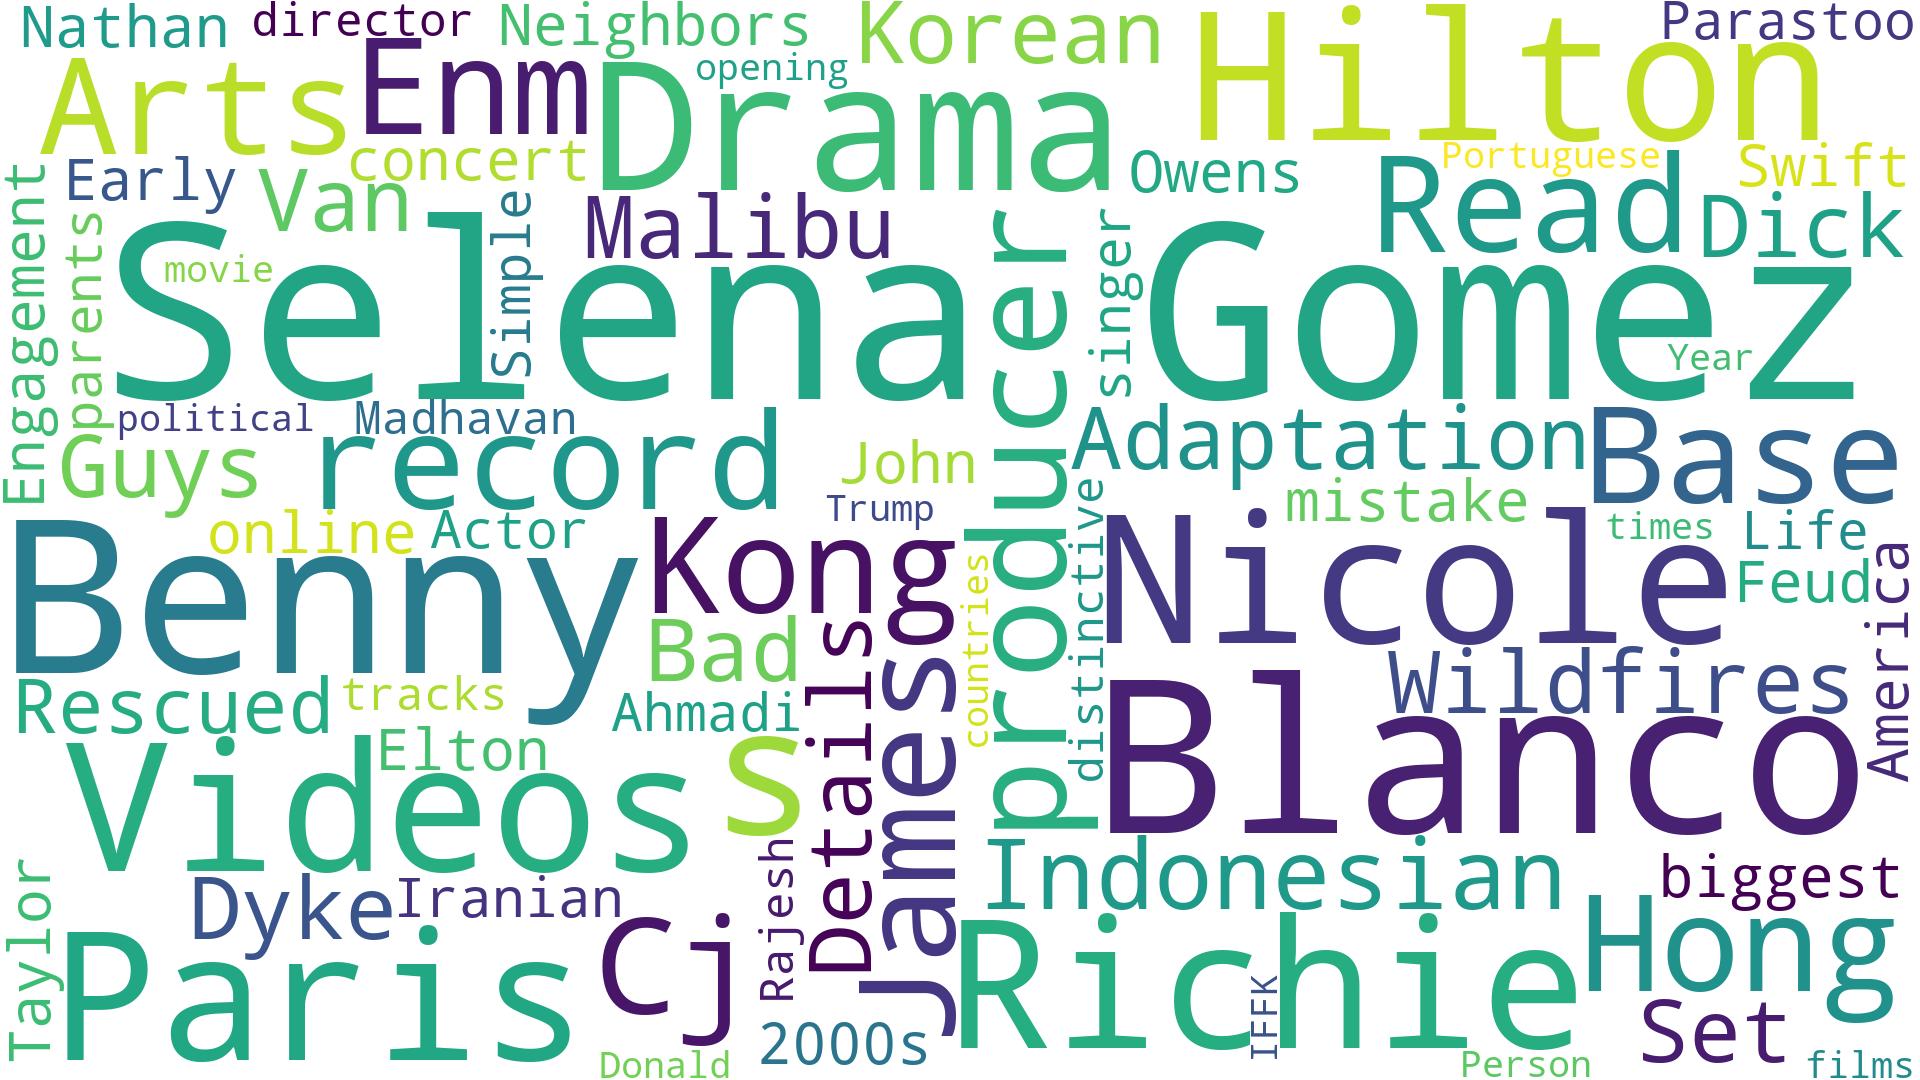 Nathan
director
Neighbors
Korean
Hilton
Parastoo
Arts
Enm
Drama
opening
concert
Owens
Portuguese
Swift
Early
Van
Malibu
Read
Dick
Engagement
parents
Selena
movie
Simple
producer
singer
Gomez
Year
political
Madhavan
Guys
record
John
Adaptation
Base
Trump
mistake
times
Life
online
Actor
Benny
Kong
countries
distinctive
Nicole
Feud
America
Bad
Wildfires
Rescued
tracks
Ahmadi
Details
James
Blanco
Elton
Videos
s
Indonesian
biggest
Taylor
Dyke
Iranian
Rajesh
Paris
Cj
Richie
IFFK
Hong
2000s
Set
Donald
Person
films